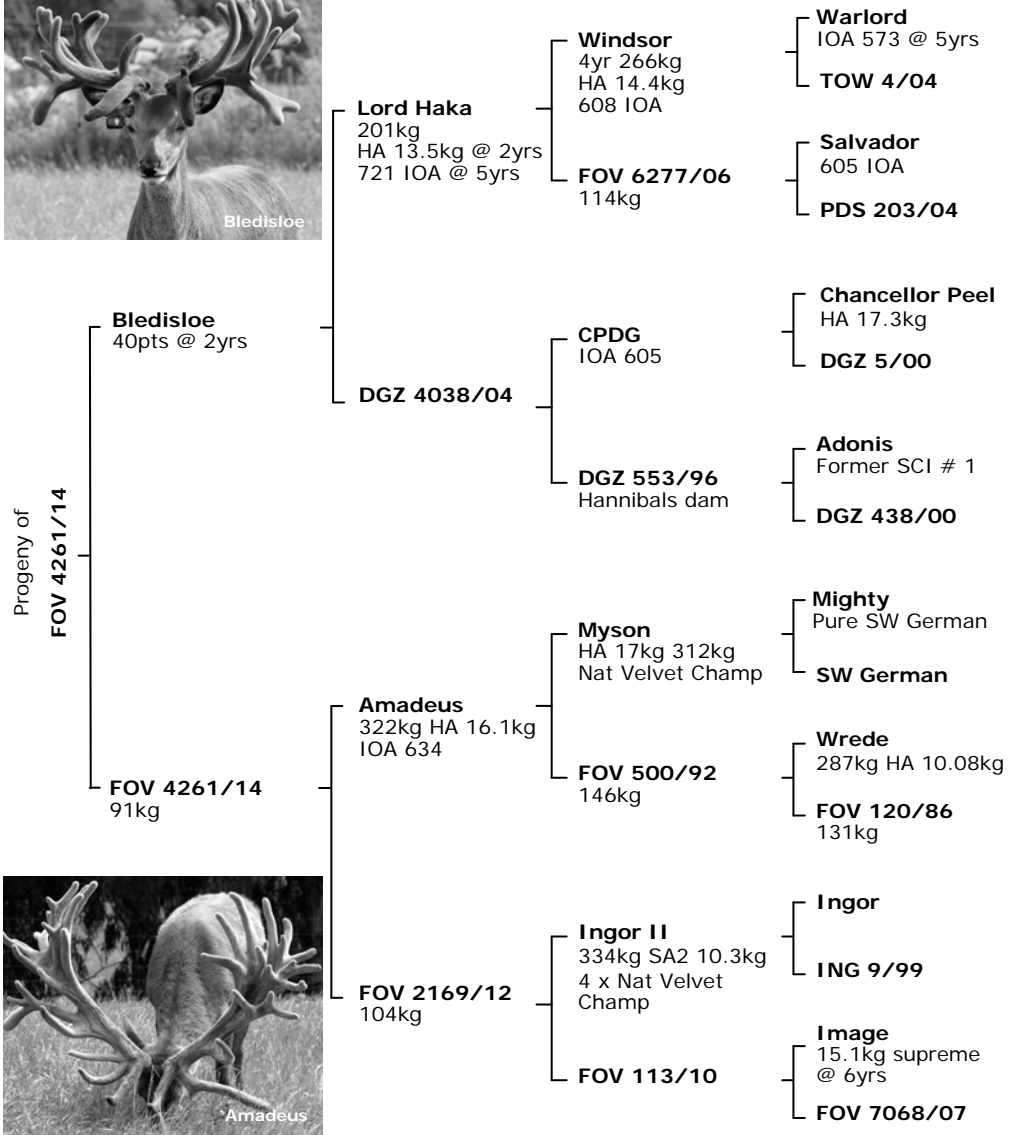 Bledisloe
Progeny of
FOV 4261/14
Bledisloe
40pts @ 2yrs
FOV 4261/14
91kg
Lord Haka
201kg
HA 13.5kg @ 2yrs
721 IOA @ 5yrs
DGZ 4038/04
Amadeus
322kg HA 16.1kg
IOA 634
FOV 2169/12
104kg
Windsor
4yr 266kg
HA 14.4kg
608 IOA
FOV 6277/06
114kg
CPDG
IOA 605
DGZ 553/96
Hannibals dam
Myson
HA 17kg 312kg
Nat Velvet Champ
FOV 500/92
146kg
Ingor II
334kg SA2 10.3kg
4 x Nat Velvet
Champ
FOV 113/10
Warlord
IOA 573 @ 5yrs
TOW 4/04
Salvador
605 IOA
PDS 203/04
Chancellor Peel
HA 17.3kg
DGZ 5/00
Adonis
Former SCI # 1
DGZ 438/00
Mighty
Pure SW German
SW German
Wrede
287kg HA 10.08kg
FOV 120/86
131kg
Ingor
ING 9/99
Image
15.1kg supreme
@ 6yrs
FOV 7068/07
Amadeus